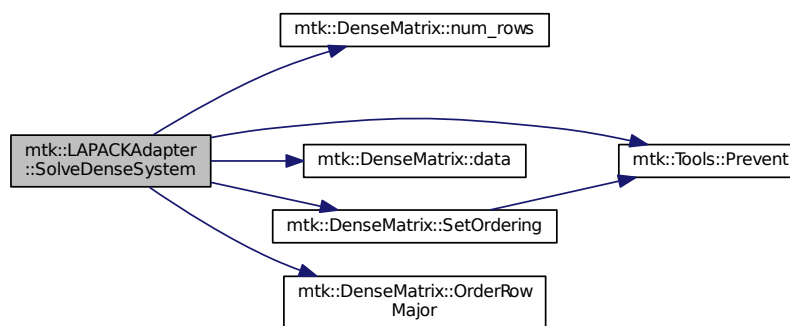 mtk::DenseMatrix::num_rows
mtk::LAPACKAdapter
::SolveDenseSystem
mtk::DenseMatrix::data
mtk::Tools::Prevent
mtk::DenseMatrix::SetOrdering
mtk::DenseMatrix::OrderRow
Major